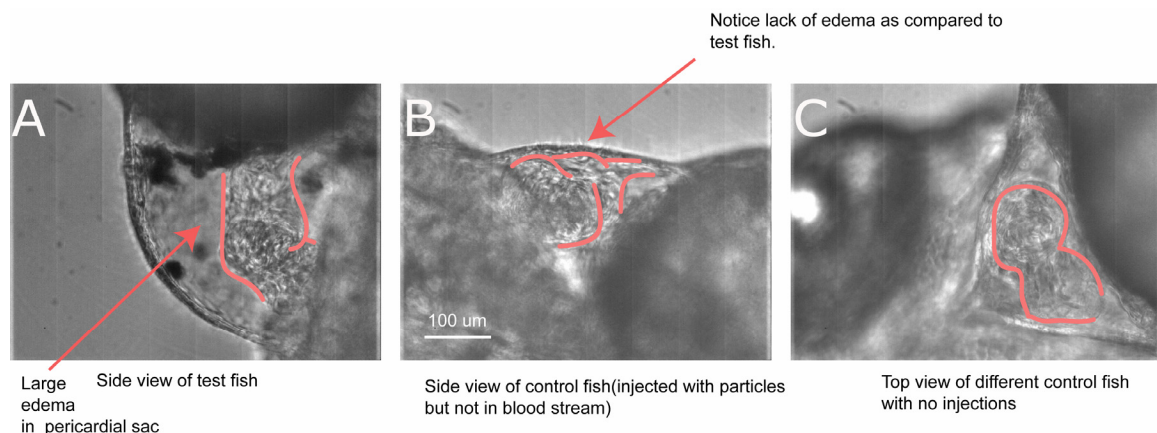 Notice lack of edema as compared to
test fish.
A
B
C
100 um
Large
edema
in pericardial sac
Side view of test fish
Side view of control fish(injected with particles
but not in blood stream)
Top view of different control fish
with no injections